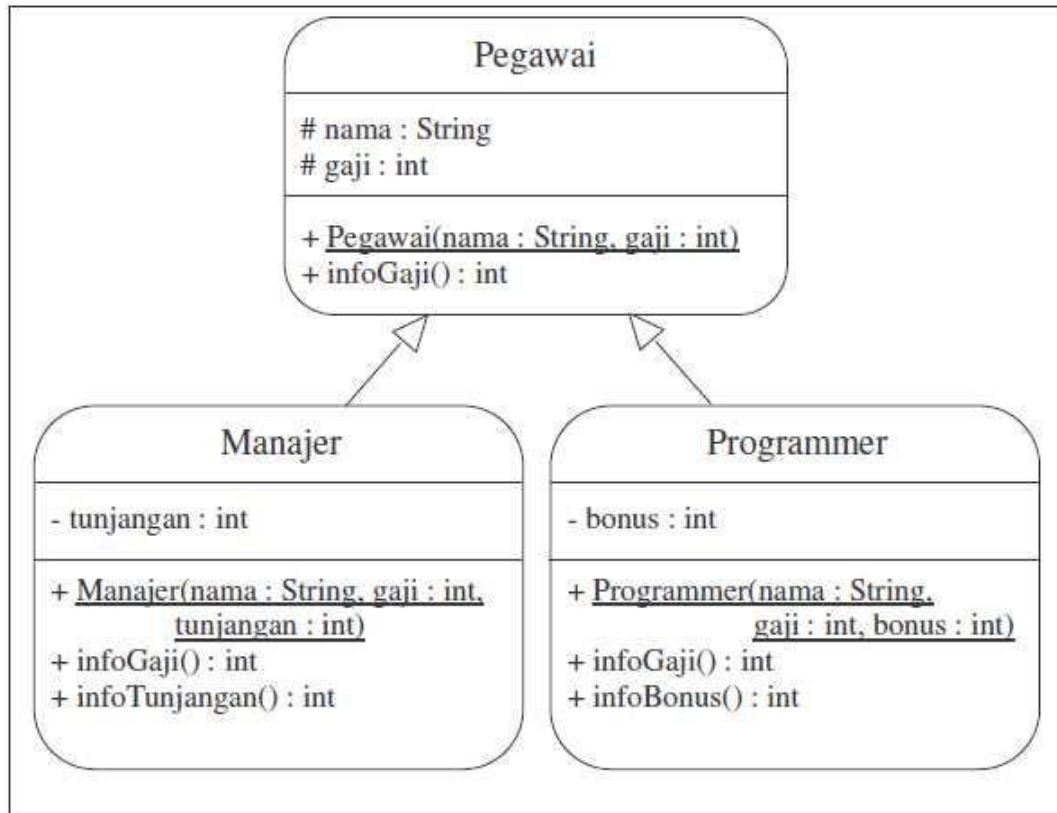 Pegawai
# nama : String
# gaji : int
+ Pegawai(nama : String, gaji : int)
+ infoGaji() : int
Manajer
- tunjangan : int
+ Manajer(nama : String, gaji : int,
tunjangan : int)
+ infoGaji() : int
+ infoTunjangan() : int
Programmer
- bonus : int
+ Programmer(nama : String,
gaji : int, bonus : int)
+ infoGaji() : int
+ infoBonus() : int